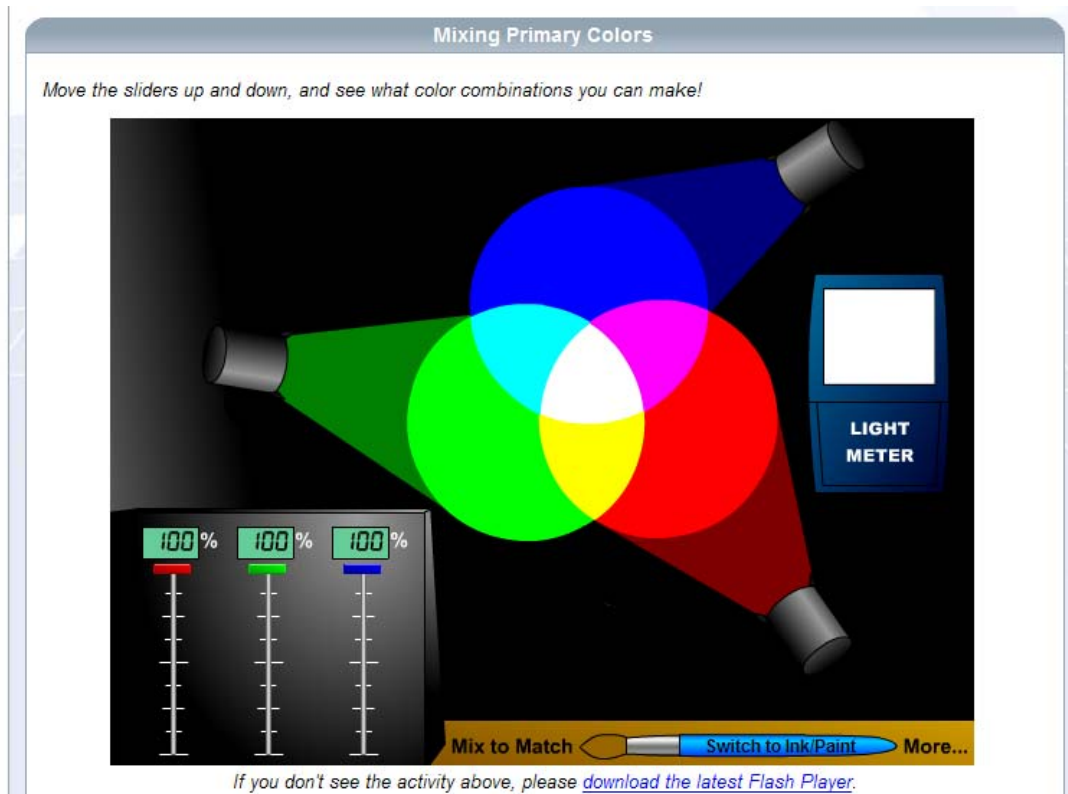 Mixing Primary Colors
Move the sliders up and down, and see what color combinations you can make!
LIGHT
METER
100% 100% 100%
Mix to Match Switch to Ink/Paint More...
If you don't see the activity above, please download the latest Flash Player.